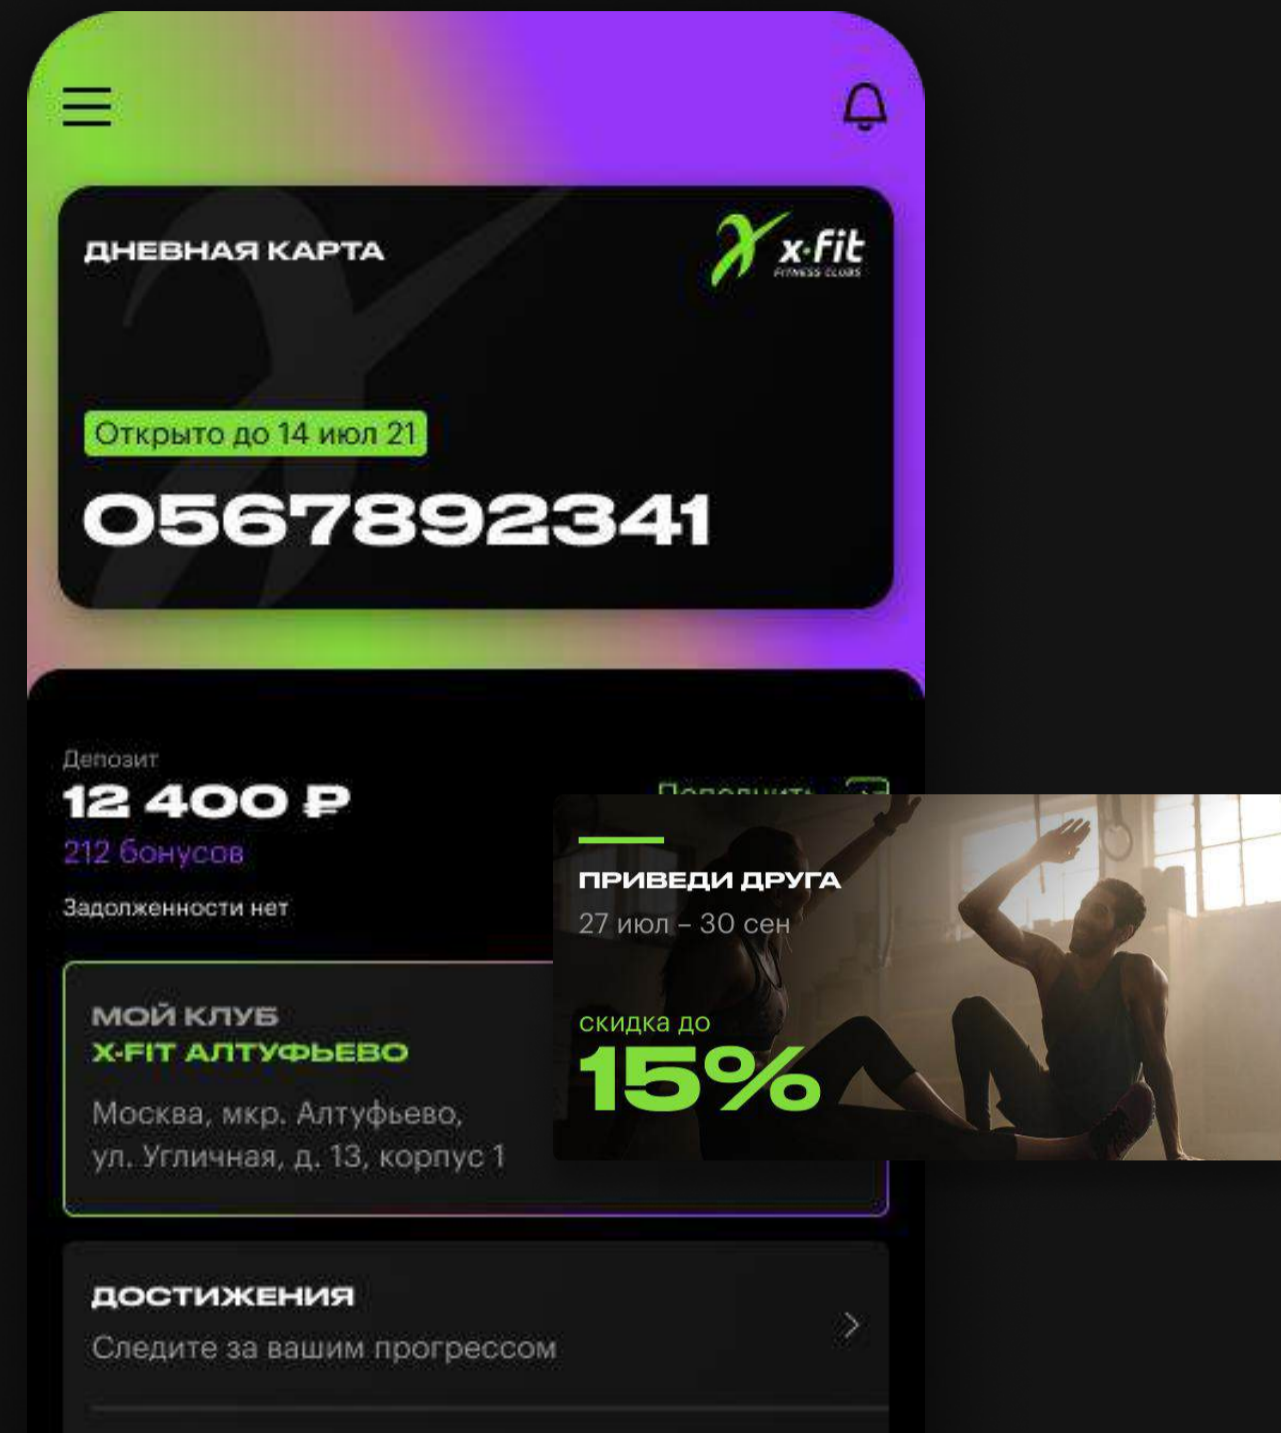 ДНЕВНАЯ КАРТА
x·fit
FITNESS CLUBS
Открыто до 14 июл 21
0567892341
Депозит
12 400 ₽
Пополнить
212 бонусов
Задолженности нет
ПРИВЕДИ ДРУГА
27 июл – 30 сен
скидка до
15%
МОЙ КЛУБ
X-FIT АЛТУФЬЕВО
Москва, мкр. Алтуфьево,
ул. Угличная, д. 13, корпус 1
ДОСТИЖЕНИЯ
Следите за вашим прогрессом